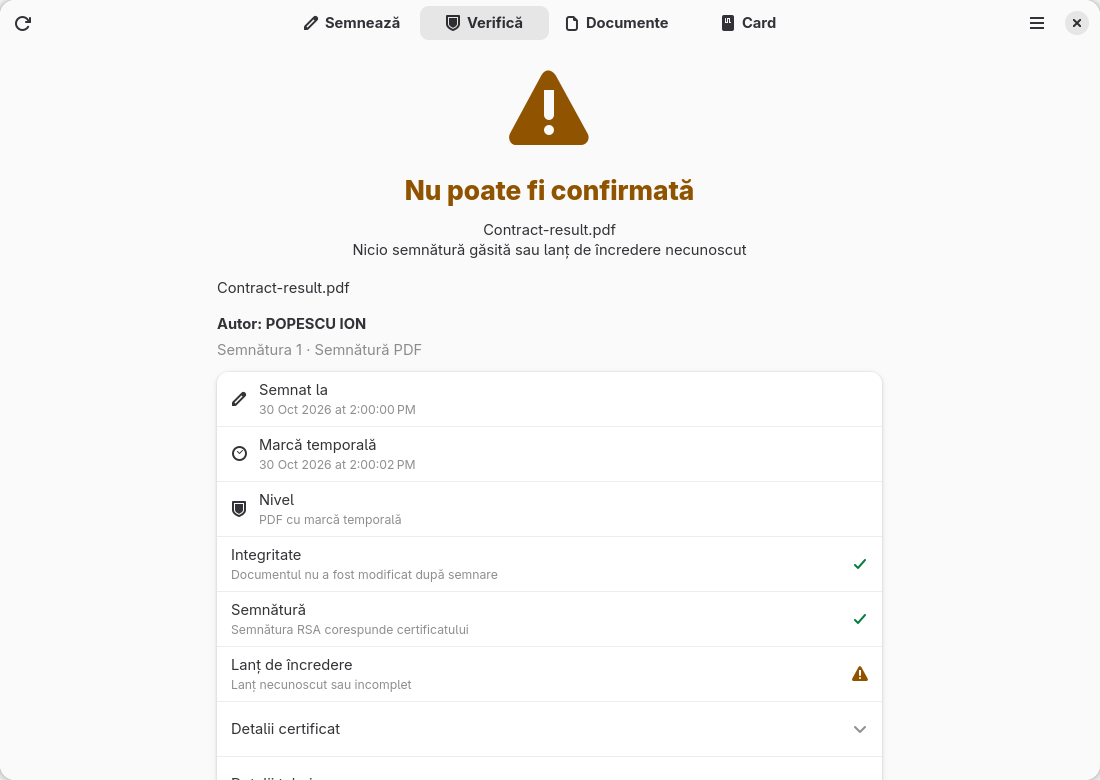 Semnează
Verifică
Documente
Card
Nu poate fi confirmată
Contract-result.pdf
Nicio semnătură găsită sau lanț de încredere necunoscut
Contract-result.pdf
Autor: POPESCU ION
Semnătura 1 · Semnătură PDF
Semnat la
30 Oct 2026 at 2:00:00 PM
Marcă temporală
30 Oct 2026 at 2:00:02 PM
Nivel
PDF cu marcă temporală
Integritate
Documentul nu a fost modificat după semnare
Semnătură
Semnătura RSA corespunde certificatului
Lanț de încredere
Lanț necunoscut sau incomplet
Detalii certificat